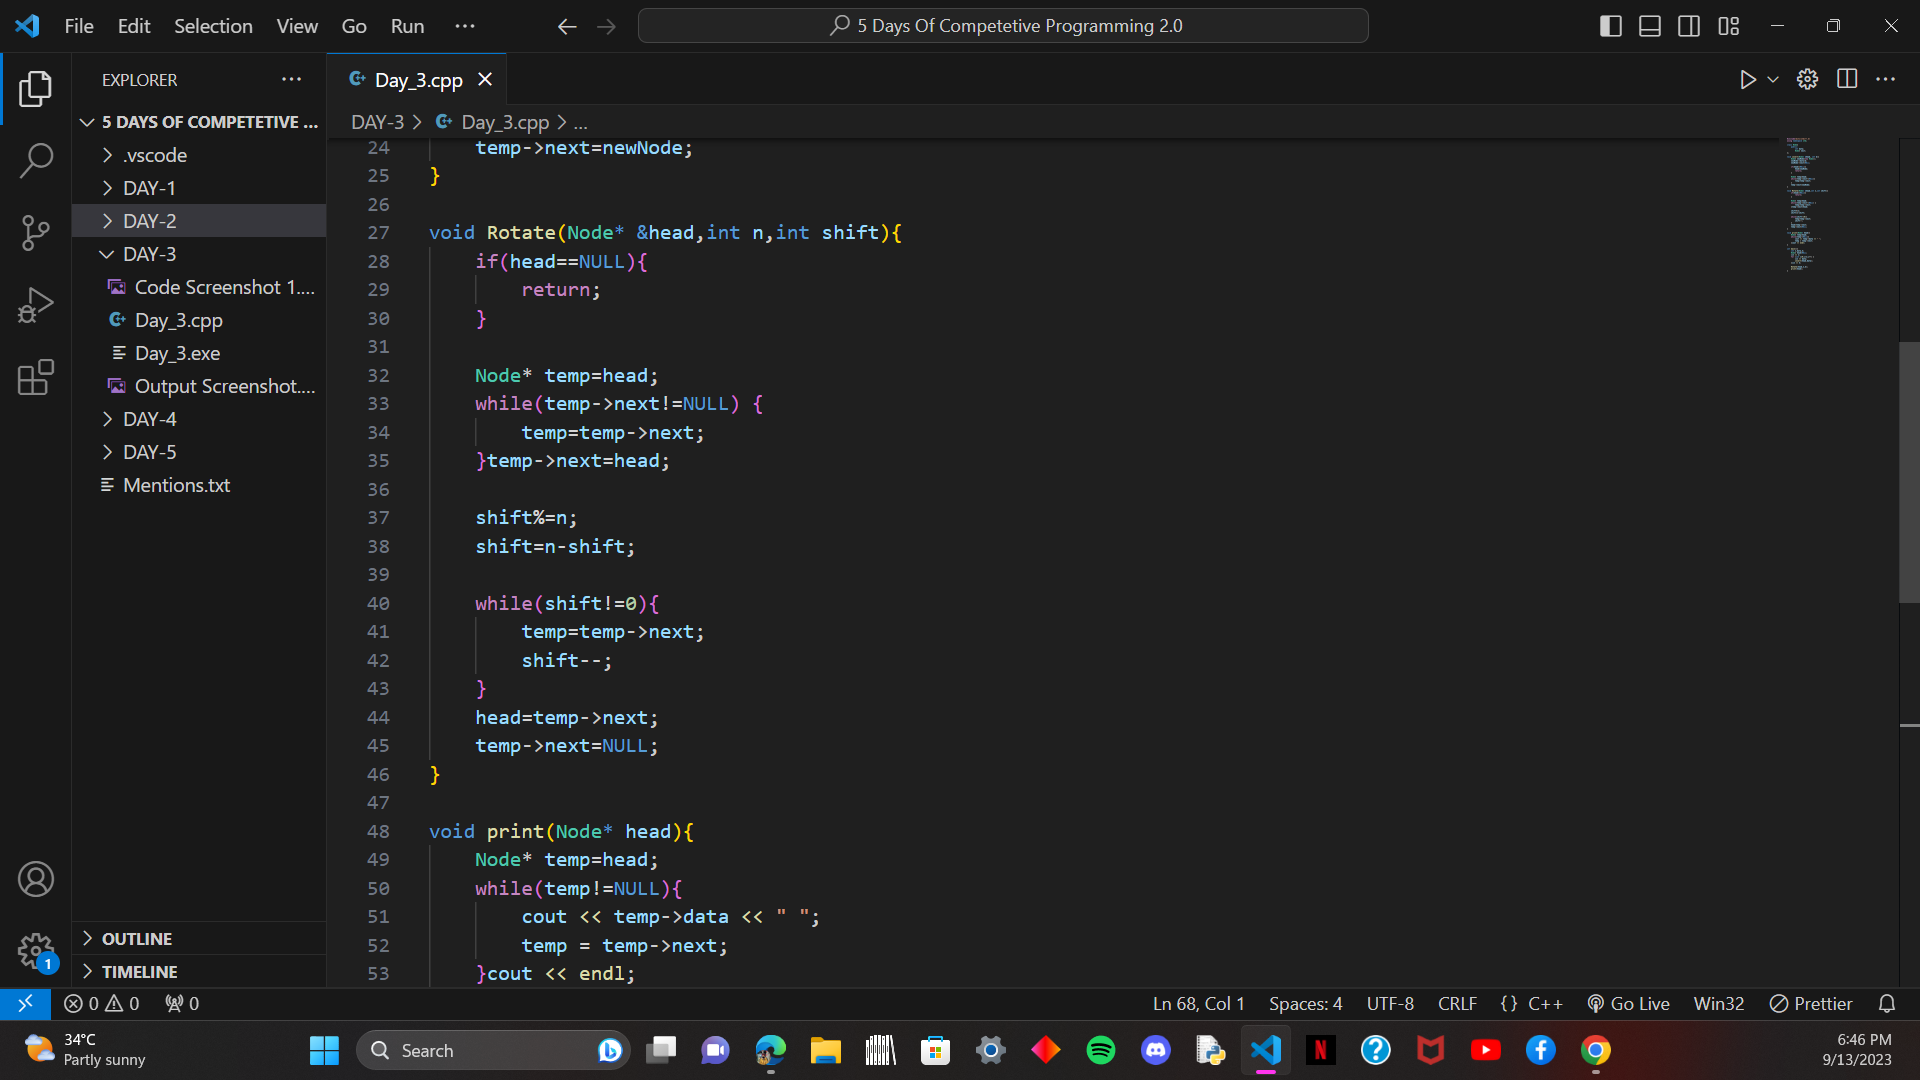 File Edit Selection View Go Run ...
5 Days Of Competetive Programming 2.0
EXPLORER
5 DAYS OF COMPETETIVE ...
.vscode
DAY-1
DAY-2
DAY-3
Code Screenshot 1....
Day_3.cpp
Day_3.exe
Output Screenshot....
DAY-4
DAY-5
Mentions.txt
OUTLINE
TIMELINE
Day_3.cpp
DAY-3 > Day_3.cpp > ...
24 temp->next=newNode;
25 }
26
27 void Rotate(Node* &head,int n,int shift){
28 if(head==NULL){
29 return;
30 }
31
32 Node* temp=head;
33 while(temp->next!=NULL) {
34 temp=temp->next;
35 }temp->next=head;
36
37 shift%=n;
38 shift=n-shift;
39
40 while(shift!=0){
41 temp=temp->next;
42 shift--;
43 }
44 head=temp->next;
45 temp->next=NULL;
46 }
47
48 void print(Node* head){
49 Node* temp=head;
50 while(temp!=NULL){
51 cout << temp->data << " ";
52 temp = temp->next;
53 }cout << endl;
1
0 0 0
Ln 68, Col 1 Spaces: 4 UTF-8 CRLF {} C++ Go Live Win32 Prettier
34°C
Partly sunny
Search
6:46 PM
9/13/2023